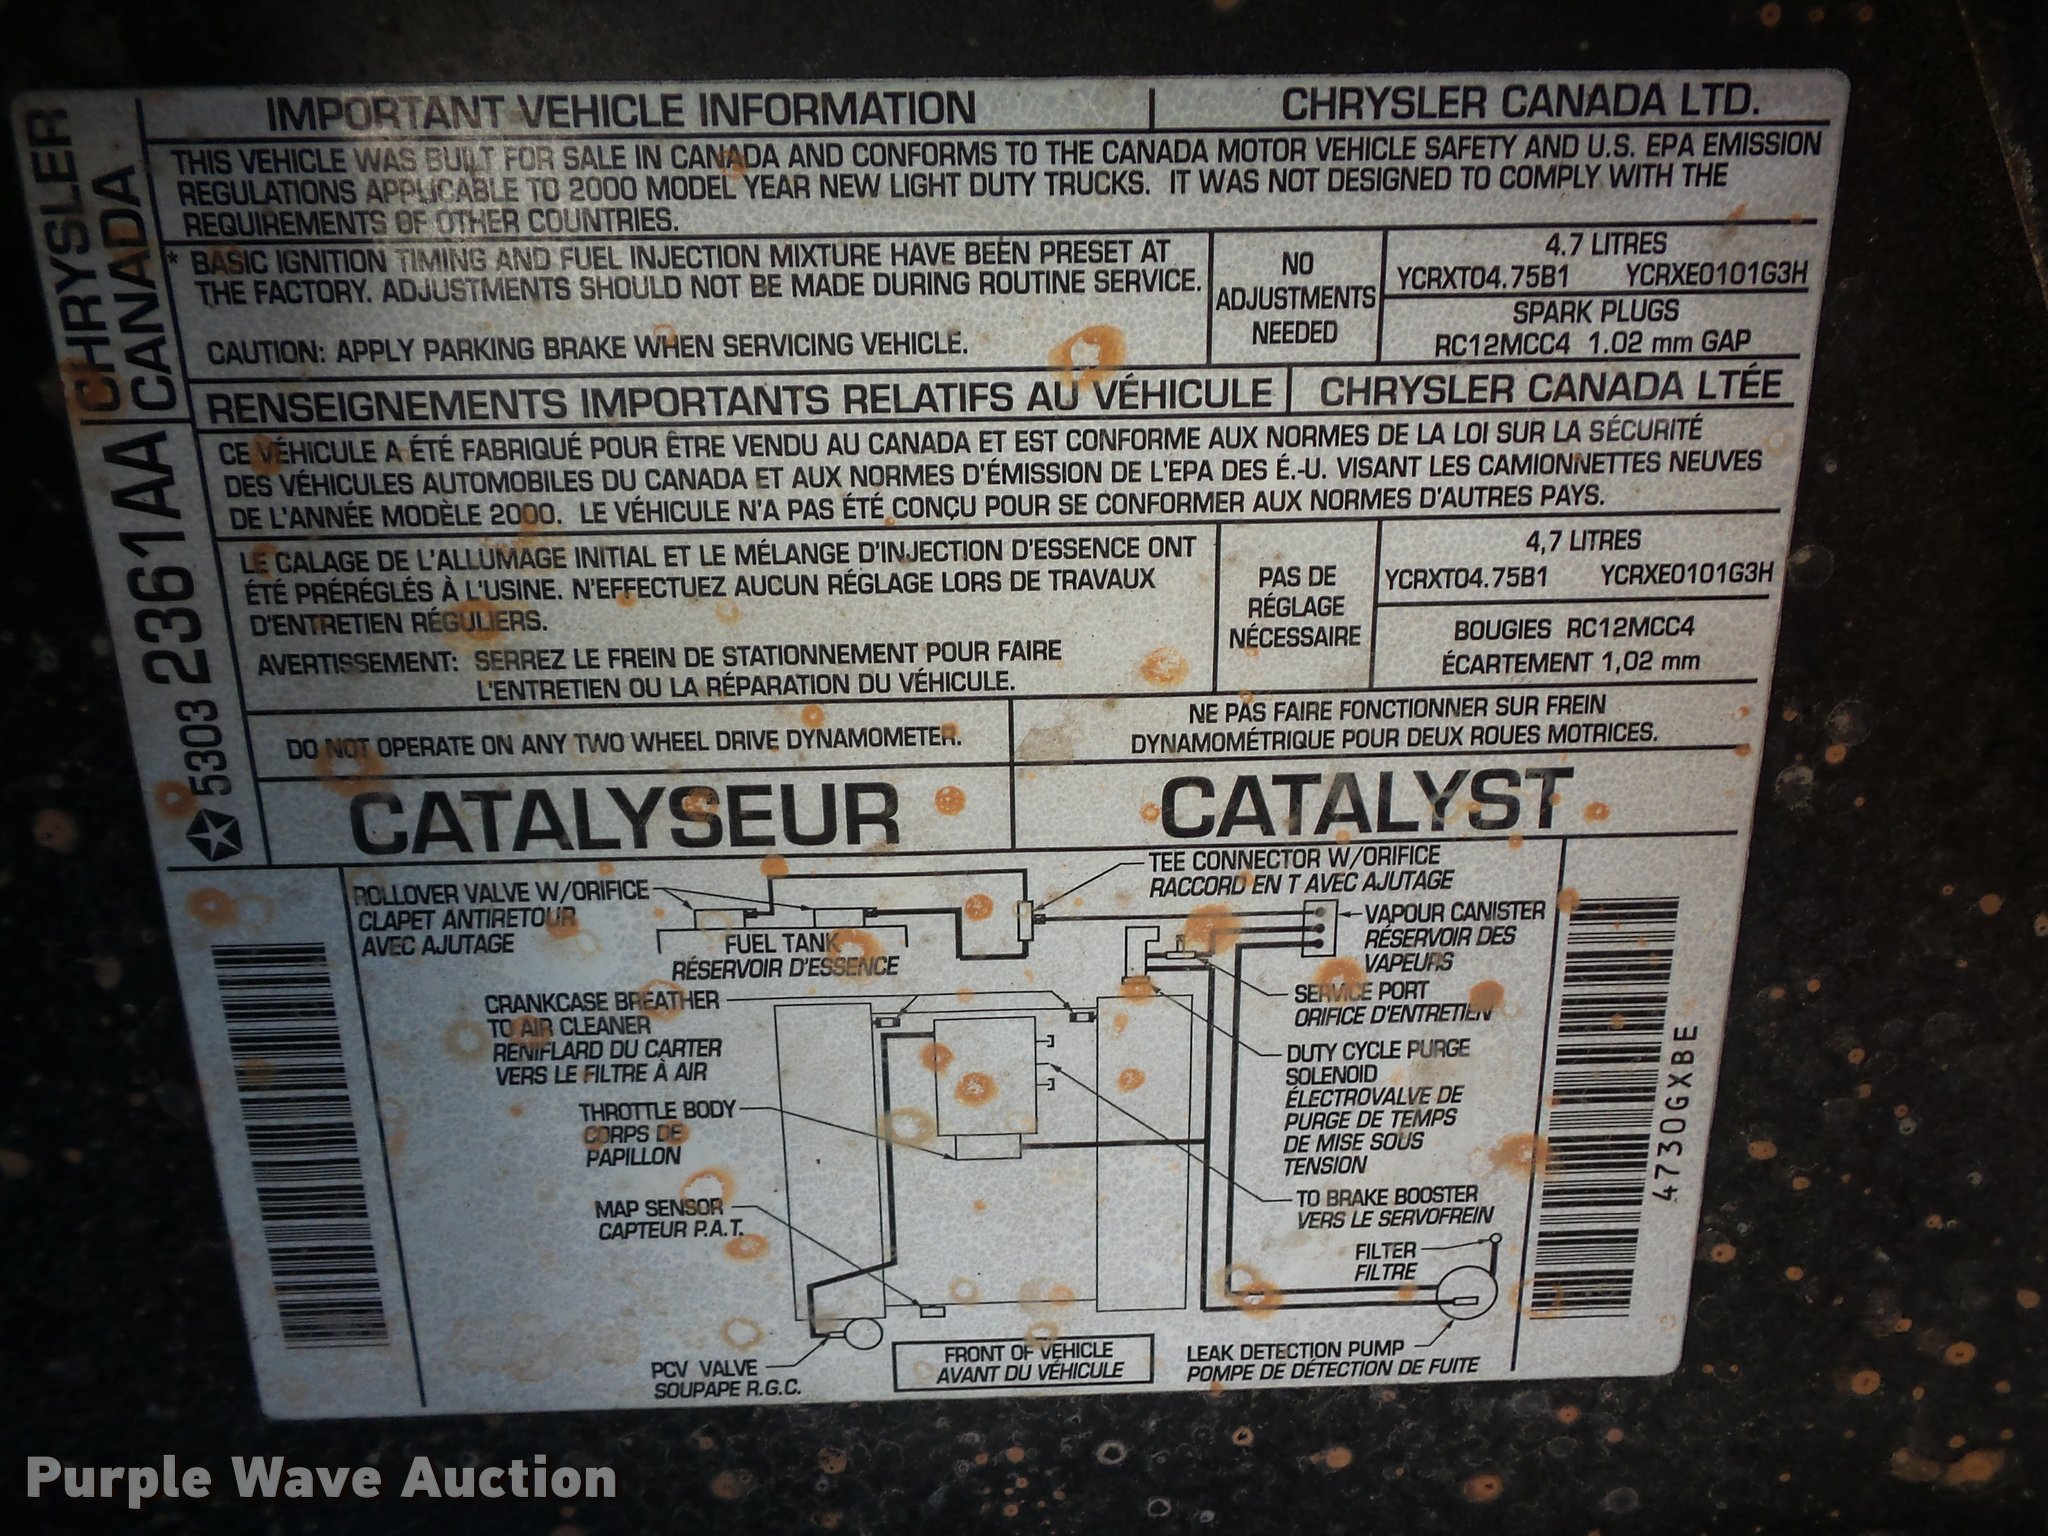 CHRYSLER
CANADA
5303 2361AA
IMPORTANT VEHICLE INFORMATION
CHRYSLER CANADA LTD.
THIS VEHICLE WAS BUILT FOR SALE IN CANADA AND CONFORMS TO THE CANADA MOTOR VEHICLE SAFETY AND U.S. EPA EMISSION
REGULATIONS APPLICABLE TO 2000 MODEL YEAR NEW LIGHT DUTY TRUCKS. IT WAS NOT DESIGNED TO COMPLY WITH THE
REQUIREMENTS OF OTHER COUNTRIES.
* BASIC IGNITION TIMING AND FUEL INJECTION MIXTURE HAVE BEEN PRESET AT
THE FACTORY. ADJUSTMENTS SHOULD NOT BE MADE DURING ROUTINE SERVICE.
CAUTION: APPLY PARKING BRAKE WHEN SERVICING VEHICLE.
NO
ADJUSTMENTS
NEEDED
4.7 LITRES
YCRXT04.75B1 YCRXE0101G3H
SPARK PLUGS
RC12MCC4 1.02 mm GAP
RENSEIGNEMENTS IMPORTANTS RELATIFS AU VÉHICULE
CHRYSLER CANADA LTÉE
CE VÉHICULE A ÉTÉ FABRIQUÉ POUR ÊTRE VENDU AU CANADA ET EST CONFORME AUX NORMES DE LA LOI SUR LA SÉCURITÉ
DES VÉHICULES AUTOMOBILES DU CANADA ET AUX NORMES D'ÉMISSION DE L'EPA DES É.-U. VISANT LES CAMIONNETTES NEUVES
DE L'ANNÉE MODÈLE 2000. LE VÉHICULE N'A PAS ÉTÉ CONÇU POUR SE CONFORMER AUX NORMES D'AUTRES PAYS.
LE CALAGE DE L'ALLUMAGE INITIAL ET LE MÉLANGE D'INJECTION D'ESSENCE ONT
ÉTÉ PRÉRÉGLÉS À L'USINE. N'EFFECTUEZ AUCUN RÉGLAGE LORS DE TRAVAUX
D'ENTRETIEN RÉGULIERS.
AVERTISSEMENT: SERREZ LE FREIN DE STATIONNEMENT POUR FAIRE
L'ENTRETIEN OU LA RÉPARATION DU VÉHICULE.
PAS DE
RÉGLAGE
NÉCESSAIRE
4,7 LITRES
YCRXT04.75B1 YCRXE0101G3H
BOUGIES RC12MCC4
ÉCARTEMENT 1,02 mm
DO NOT OPERATE ON ANY TWO WHEEL DRIVE DYNAMOMETER.
NE PAS FAIRE FONCTIONNER SUR FREIN
DYNAMOMÉTRIQUE POUR DEUX ROUES MOTRICES.
CATALYSEUR
CATALYST
ROLLOVER VALVE W/ORIFICE
CLAPET ANTIRETOUR
AVEC AJUTAGE
FUEL TANK
RÉSERVOIR D'ESSENCE
TEE CONNECTOR W/ORIFICE
RACCORD EN T AVEC AJUTAGE
VAPOUR CANISTER
RÉSERVOIR DES
VAPEURS
SERVICE PORT
ORIFICE D'ENTRETIEN
CRANKCASE BREATHER
TO AIR CLEANER
RENIFLARD DU CARTER
VERS LE FILTRE À AIR
DUTY CYCLE PURGE
SOLENOID
ÉLECTROVALVE DE
PURGE DE TEMPS
DE MISE SOUS
TENSION
THROTTLE BODY
CORPS DE
PAPILLON
TO BRAKE BOOSTER
VERS LE SERVOFREIN
MAP SENSOR
CAPTEUR P.A.T.
FILTER
FILTRE
PCV VALVE
SOUPAPE R.G.C.
FRONT OF VEHICLE
AVANT DU VÉHICULE
LEAK DETECTION PUMP
POMPE DE DÉTECTION DE FUITE
4730GXBE
Purple Wave Auction